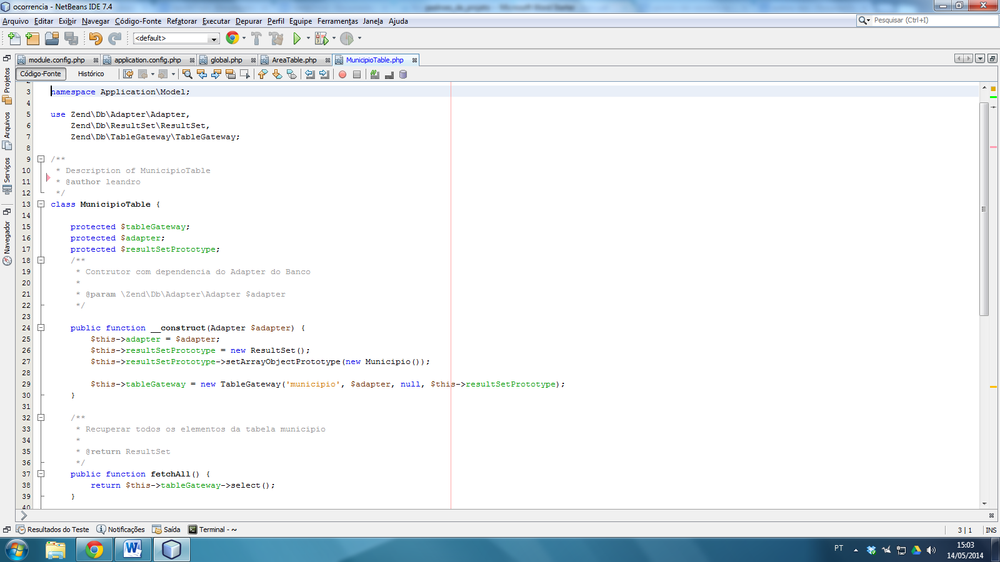 ocorrencia - NetBeans IDE 7.4
Arquivo Editar Exibir Navegar Código-Fonte Refatorar Executar Depurar Perfil Equipe Ferramentas Janela Ajuda
Pesquisar (Ctrl+I)
<default>
module.config.php application.config.php global.php AreaTable.php MunicipioTable.php
Código-Fonte Histórico
Projetos
Arquivos
Serviços
Navegador
3 namespace Application\Model;
4
5 use Zend\Db\Adapter\Adapter,
6 Zend\Db\ResultSet\ResultSet,
7 Zend\Db\TableGateway\TableGateway;
8
9 /**
10 * Description of MunicipioTable
11 * @author leandro
12 */
13 class MunicipioTable {
14
15 protected $tableGateway;
16 protected $adapter;
17 protected $resultSetPrototype;
18 /**
19 * Contrutor com dependencia do Adapter do Banco
20 *
21 * @param \Zend\Db\Adapter\Adapter $adapter
22 */
23
24 public function __construct(Adapter $adapter) {
25 $this->adapter = $adapter;
26 $this->resultSetPrototype = new ResultSet();
27 $this->resultSetPrototype->setArrayObjectPrototype(new Municipio());
28
29 $this->tableGateway = new TableGateway('municipio', $adapter, null, $this->resultSetPrototype);
30 }
31
32 /**
33 * Recuperar todos os elementos da tabela municipio
34 *
35 * @return ResultSet
36 */
37 public function fetchAll() {
38 return $this->tableGateway->select();
39 }
40
Resultados do Teste Notificações Saída Terminal - ~
3 | 1 INS
PT
15:03
14/05/2014